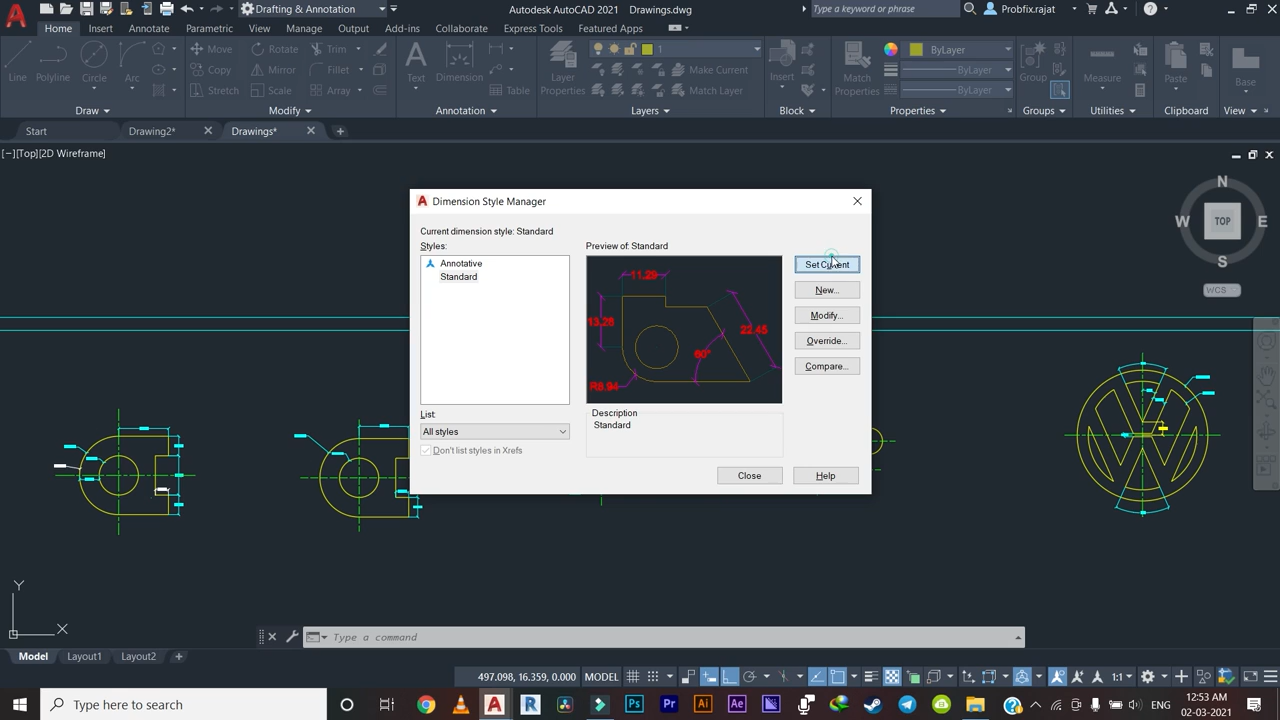 Drafting & Annotation
Autodesk AutoCAD 2021
Drawings.dwg
Type a keyword or phrase
Probfix.rajat
Home
Insert
Annotate
Parametric
View
Manage
Output
Add-ins
Collaborate
Express Tools
Featured Apps
Line
Polyline
Circle
Arc
Move
Rotate
Trim
Copy
Mirror
Fillet
Stretch
Scale
Array
Text
Dimension
Table
Layer
Properties
1
Make Current
Match Layer
Insert
Match
Properties
ByLayer
ByLayer
ByLayer
Group
Measure
Paste
Base
Draw
Modify
Annotation
Layers
Block
Properties
Groups
Utilities
Clipboard
View
Start
Drawing2*
Drawings*
[−][Top][2D Wireframe]
N
W
TOP
E
S
WCS
Dimension Style Manager
Current dimension style: Standard
Styles:
Preview of: Standard
Annotative
Standard
11.29
13.28
22.45
60°
R8.94
Set Current
New...
Modify...
Override...
Compare...
List:
All styles
Don't list styles in Xrefs
Description
Standard
Close
Help
Y
X
Type a command
Model
Layout1
Layout2
497.098, 16.359, 0.000
MODEL
1:1
Type here to search
ENG
12:53 AM
02-03-2021